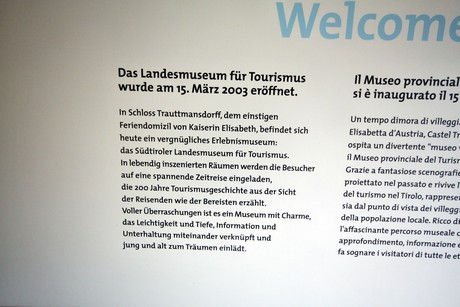 Welcome
Das Landesmuseum für Tourismus
wurde am 15. März 2003 eröffnet.
In Schloss Trauttmansdorff, dem einstigen
Feriendomizil von Kaiserin Elisabeth, befindet sich
heute ein vergnügliches Erlebnismuseum:
das Südtiroler Landesmuseum für Tourismus.
In lebendig inszenierten Räumen werden die Besucher
auf eine spannende Zeitreise eingeladen,
die 200 Jahre Tourismusgeschichte aus der Sicht
der Reisenden wie der Bereisten erzählt.
Voller Überraschungen ist es ein Museum mit Charme,
das Leichtigkeit und Tiefe, Information und
Unterhaltung miteinander verknüpft und
jung und alt zum Träumen einlädt.
Il Museo provincial
si è inaugurato il 15
Un tempo dimora di villeggi
Elisabetta d'Austria, Castel T
ospita un divertente "museo
il Museo provinciale del Turism
Grazie a fantasiose scenografie
proiettato nel passato e rivive l'
del turismo nel Tirolo, rappres
sia dal punto di vista dei villegg
della popolazione locale. Ricco di
l'affascinante percorso museale c
approfondimento, informazione e
fa sognare i visitatori di tutte le et